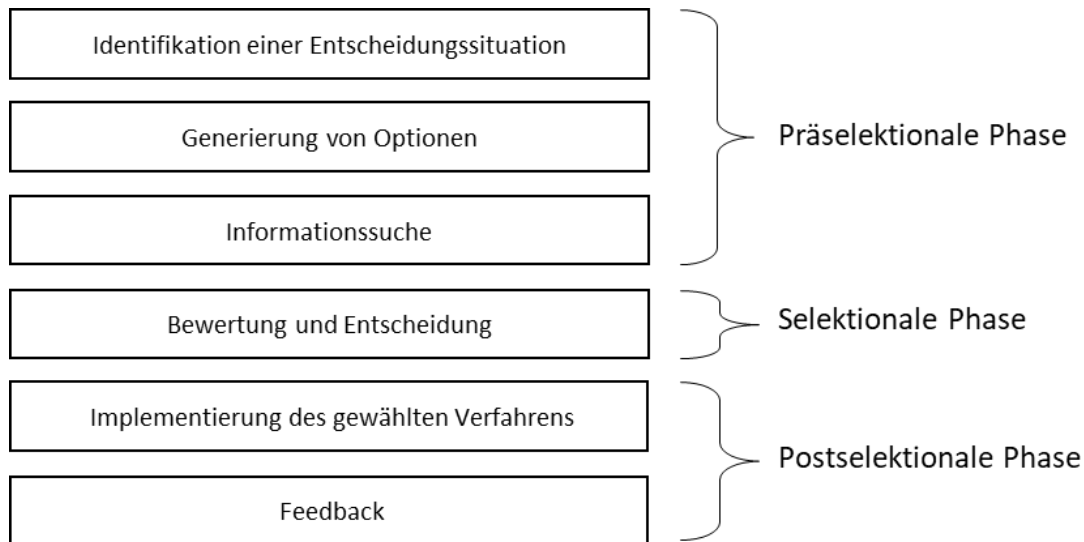 Identifikation einer Entscheidungssituation
Generierung von Optionen
Informationssuche
Präselektionale Phase
Bewertung und Entscheidung
Selektionale Phase
Implementierung des gewählten Verfahrens
Feedback
Postselektionale Phase